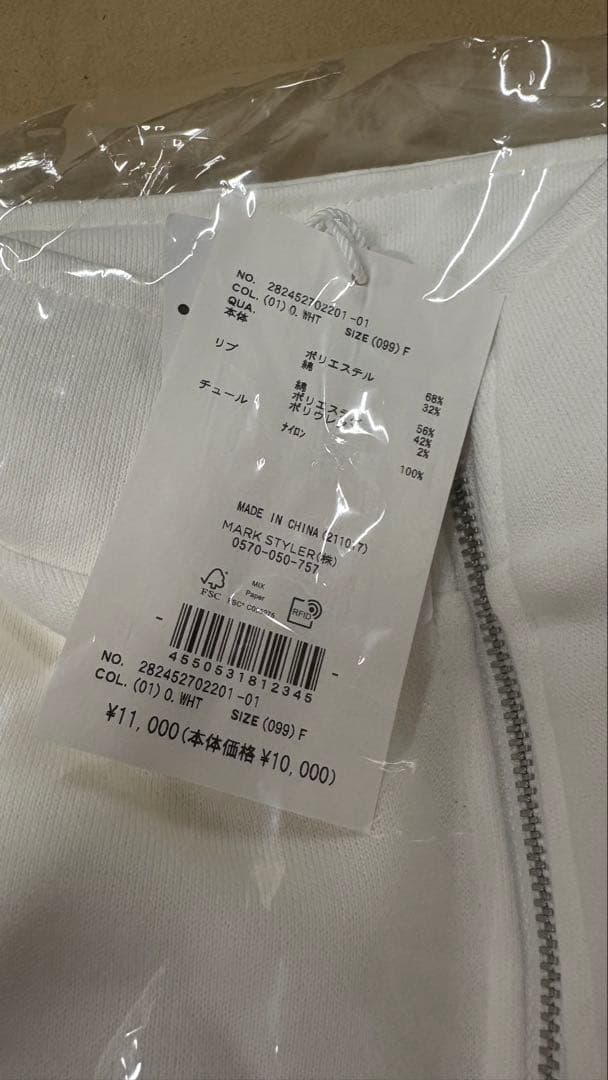 NO. 282452702201-01
COL. (01)O.WHT SIZE(099)F
QUA.
本体 ポリエステル 68%
綿 32%
リブ 綿 56%
ポリエステル 42%
ポリウレ 2%
チュール ナイロン 100%
MADE IN CHINA(2110,7)
MARK STYLER(株)
0570-050-757
FSC
MIX
Paper
RFID
4550531812345
NO. 282452702201-01
COL. (01)O.WHT SIZE(099)F
¥11,000(本体価格¥10,000)